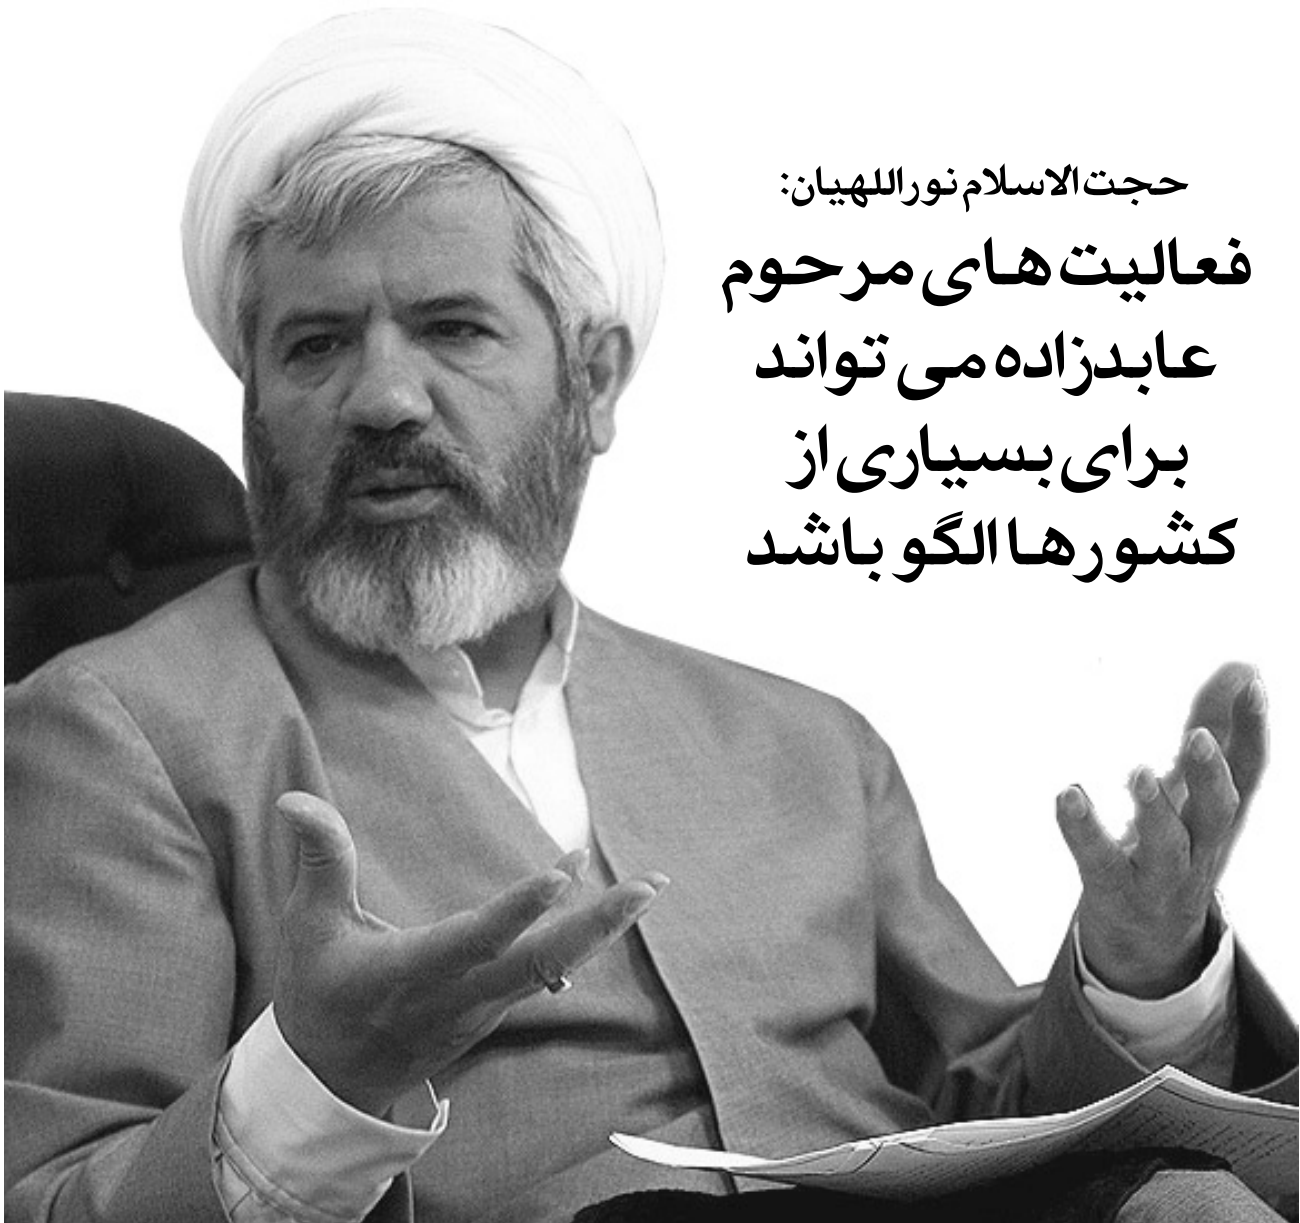 حجت‌الاسلام نوراللهیان:
فعالیت‌های مرحوم
عابدزاده می تواند
برای بسیاری از
کشورها الگو باشد